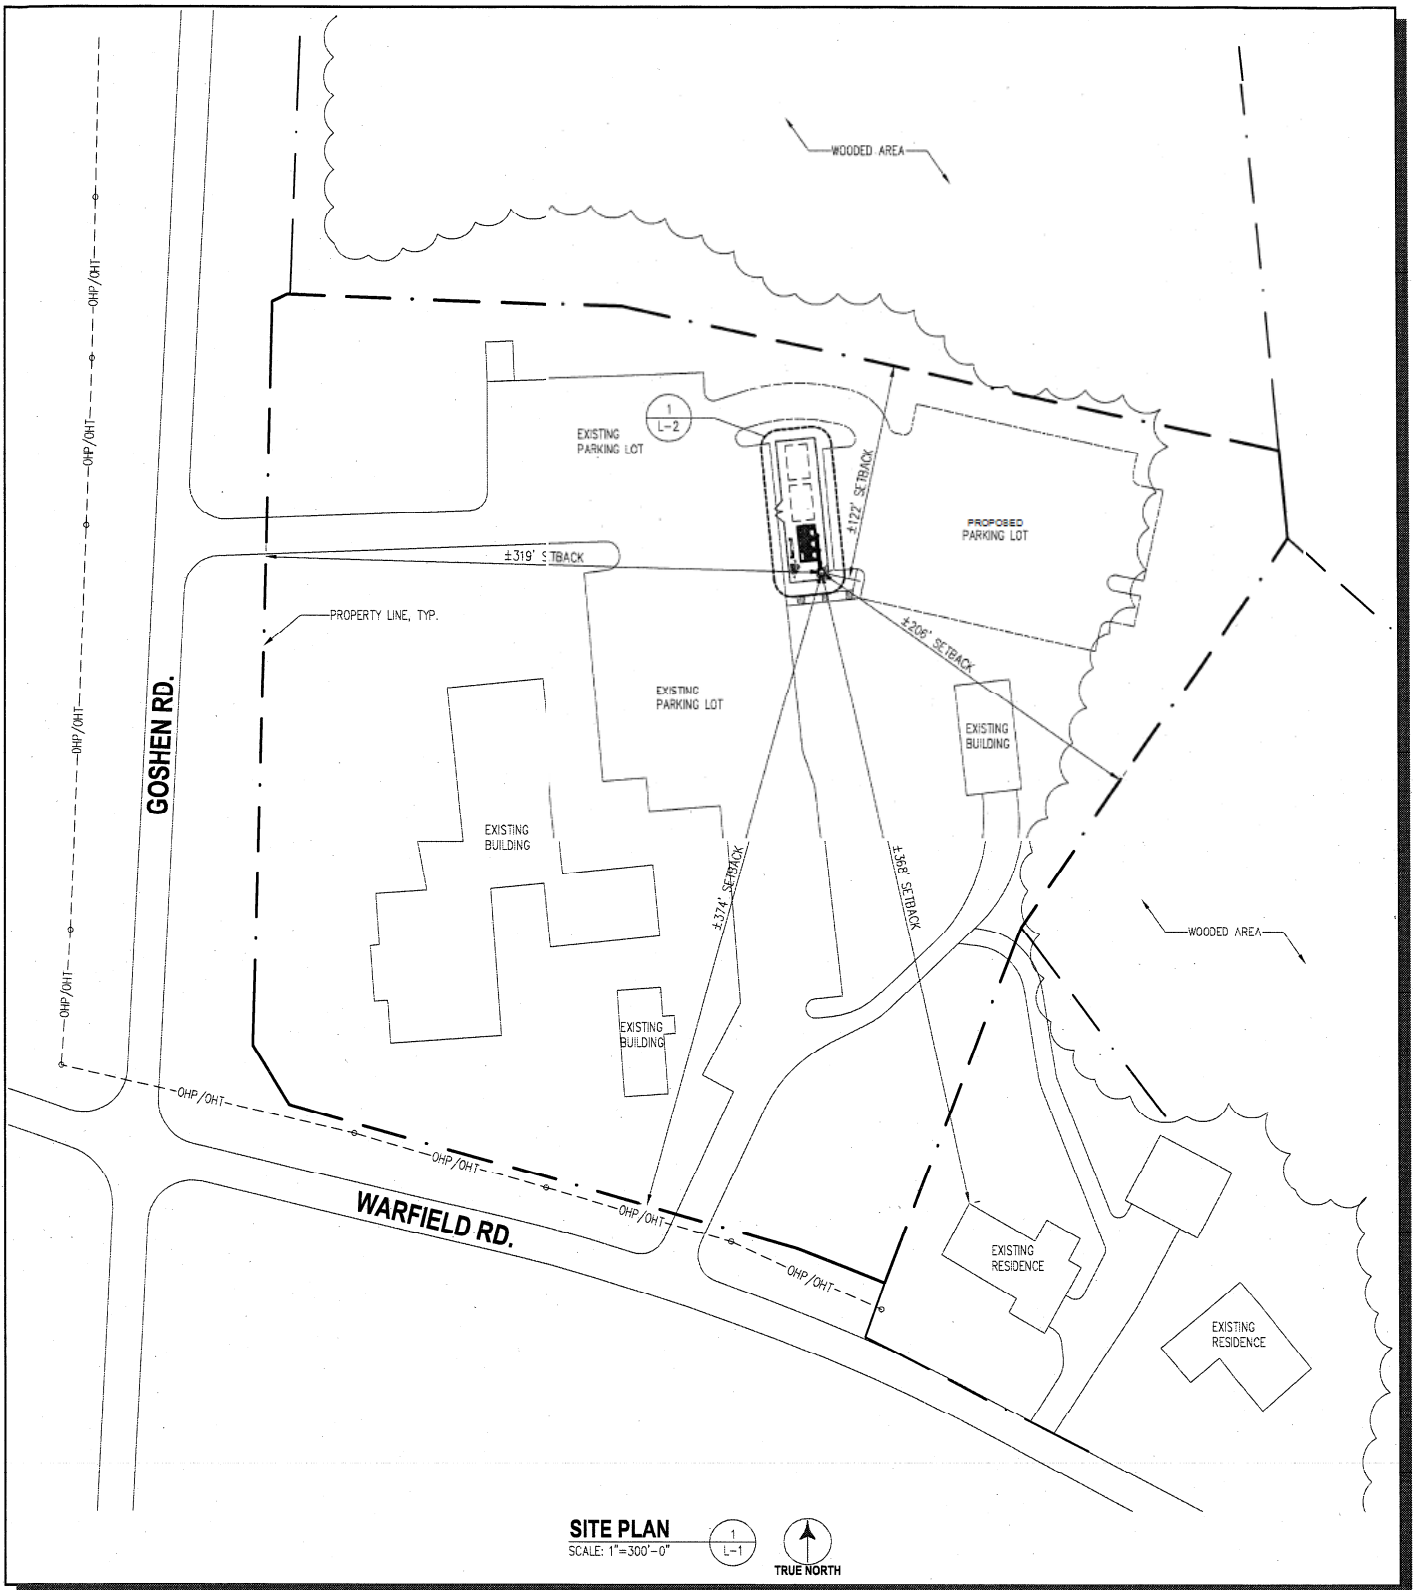 WOODED AREA
OHP/OHT
1
L-2
EXISTING
PARKING LOT
OHP/OHT
±122' SETBACK
PROPOSED
PARKING LOT
±319' SETBACK
PROPERTY LINE, TYP.
±206' SETBACK
EXISTING
PARKING LOT
OHP/OHT
GOSHEN RD.
EXISTING
BUILDING
EXISTING
BUILDING
±374' SETBACK
±368' SETBACK
WOODED AREA
OHP/OHT
EXISTING
BUILDING
OHP/OHT
OHP/OHT
WARFIELD RD.
OHP/OHT
OHP/OHT
EXISTING
RESIDENCE
EXISTING
RESIDENCE
SITE PLAN
SCALE: 1"=300'-0"
1
L-1
TRUE NORTH